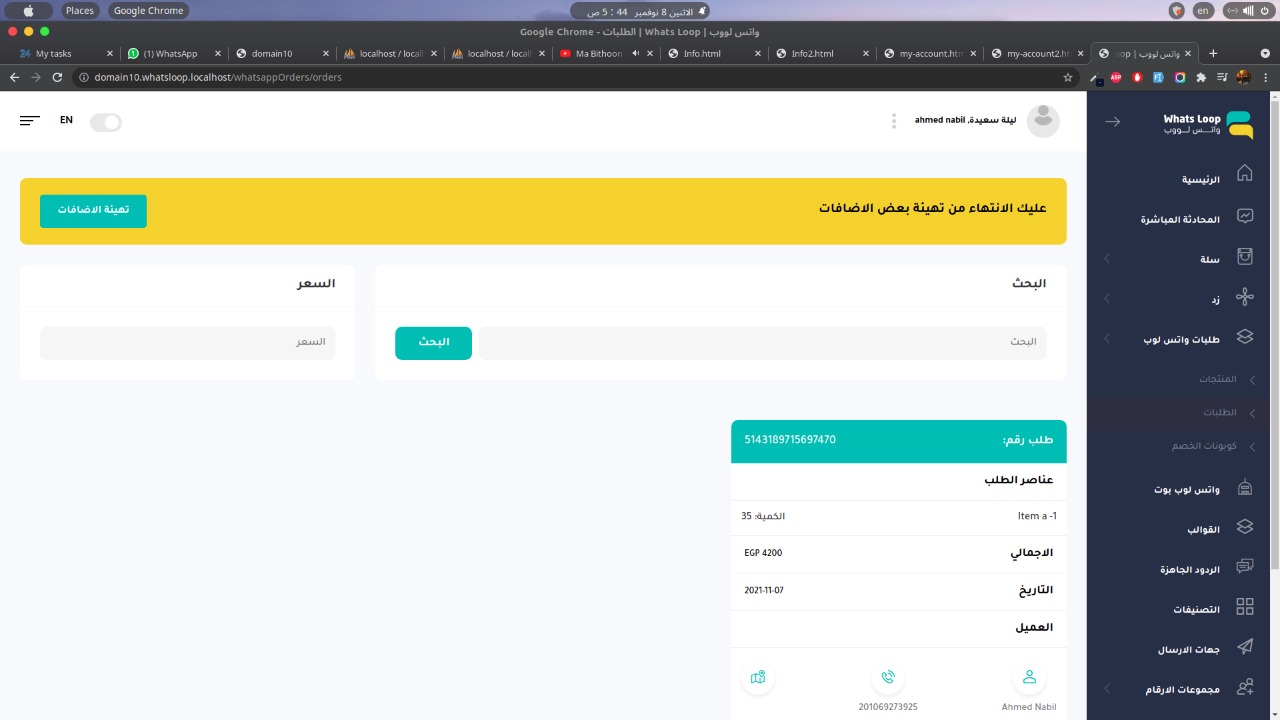 Places
Google Chrome
الاثنين 8 نوفمبر 44 : 5 ص
en
واتس لووب | Whats Loop | الطلبات - Google Chrome
24 My tasks
(1) WhatsApp
domain10
localhost / local
localhost / local
Ma Bithoon
Info.html
Info2.html
my-account.htm
my-account2.h
واتس لووب | op
domain10.whatsloop.localhost/whatsappOrders/orders
ABP
EN
ليلة سعيدة, ahmed nabil
Whats Loop
واتــس لــووب
عليك الانتهاء من تهيئة بعض الاضافات
تهيئة الاضافات
البحث
السعر
البحث
البحث
السعر
طلب رقم: 5143189715697470
عناصر الطلب
Item a -1
الكمية: 35
الاجمالي
EGP 4200
التاريخ
2021-11-07
العميل
Ahmed Nabil
201069273925
الرئيسية
المحادثة المباشرة
سلة
زد
طلبات واتس لوب
المنتجات
الطلبات
كوبونات الخصم
واتس لوب بوت
القوالب
الردود الجاهزة
التصنيفات
جهات الارسال
مجموعات الارقام